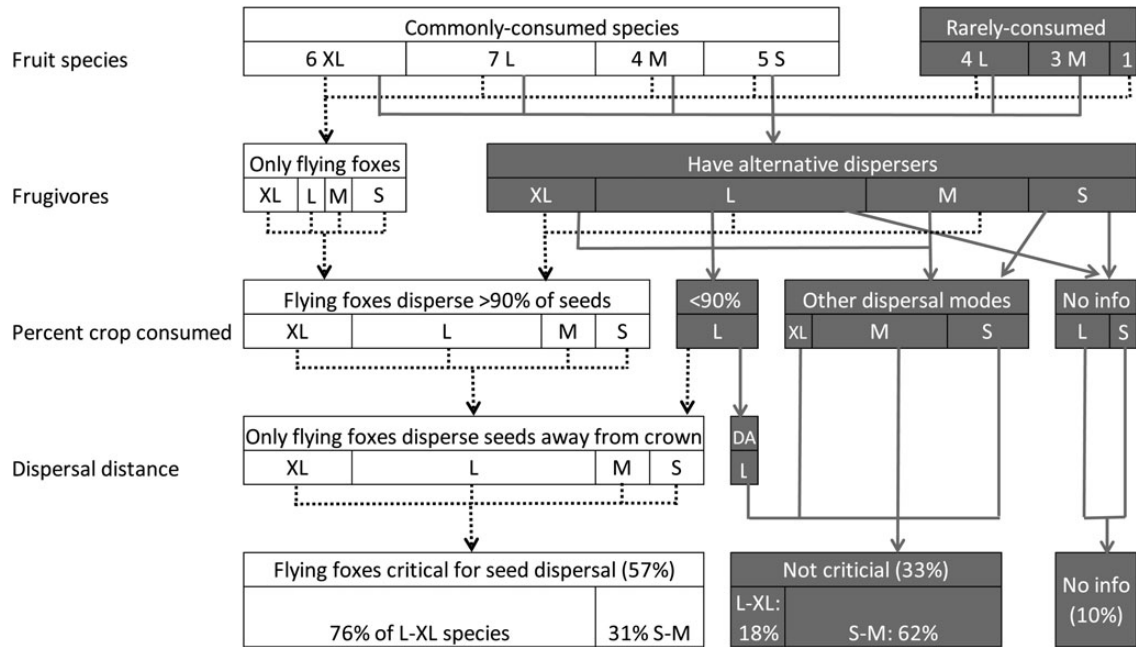 Commonly-consumed species
Rarely-consumed
Fruit species
6 XL 7 L 4 M 5 S 4 L 3 M 1
Only flying foxes
Have alternative dispersers
Frugivores
XL L M S XL L M S
Flying foxes disperse >90% of seeds
<90%
Other dispersal modes
No info
Percent crop consumed
XL L M S L XL M S L S
Only flying foxes disperse seeds away from crown
DA
Dispersal distance
XL L M S L
Flying foxes critical for seed dispersal (57%)
Not criticial (33%)
No info
(10%)
76% of L-XL species
31% S-M
L-XL:
18%
S-M: 62%